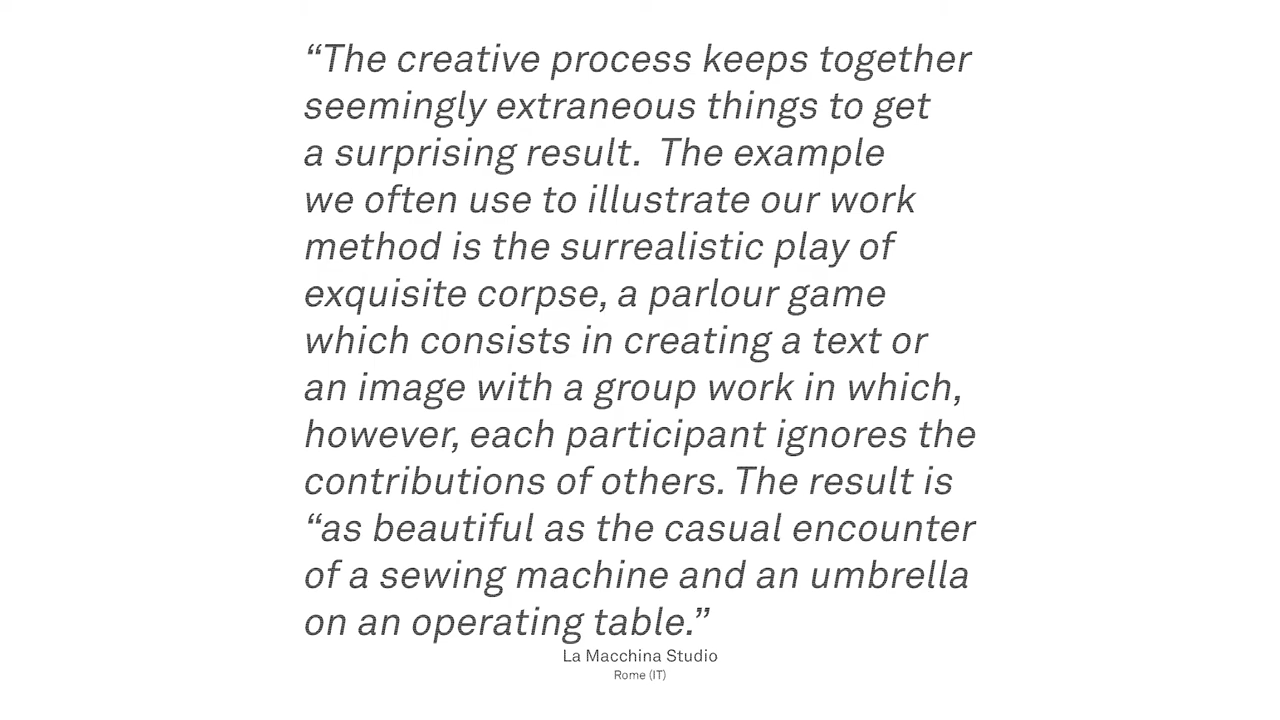 “The creative process keeps together
seemingly extraneous things to get
a surprising result.  The example
we often use to illustrate our work
method is the surrealistic play of
exquisite corpse, a parlour game
which consists in creating a text or
an image with a group work in which,
however, each participant ignores the
contributions of others. The result is
“as beautiful as the casual encounter
of a sewing machine and an umbrella
on an operating table.”
La Macchina Studio
Rome (IT)